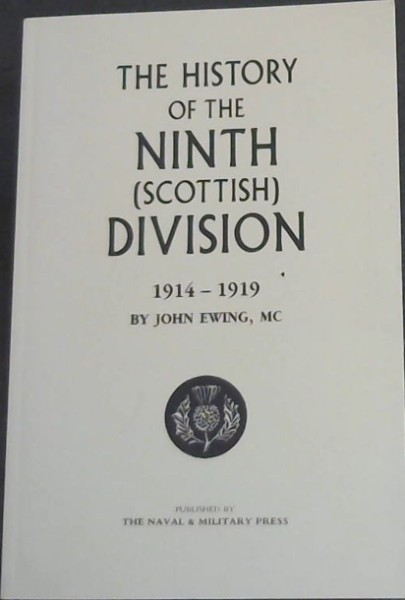 THE HISTORY
OF THE
NINTH
(SCOTTISH)
DIVISION
1914 – 1919
BY JOHN EWING, MC
PUBLISHED BY
THE NAVAL & MILITARY PRESS